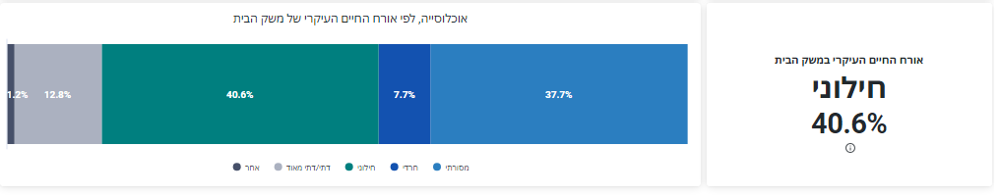 אוכלוסייה, לפי אורח החיים העיקרי של משק הבית
37.7%
7.7%
40.6%
12.8%
1.2%
מסורתי
חרדי
חילוני
דתי/דתי מאוד
אחר
אורח החיים העיקרי במשק הבית
חילוני
40.6%